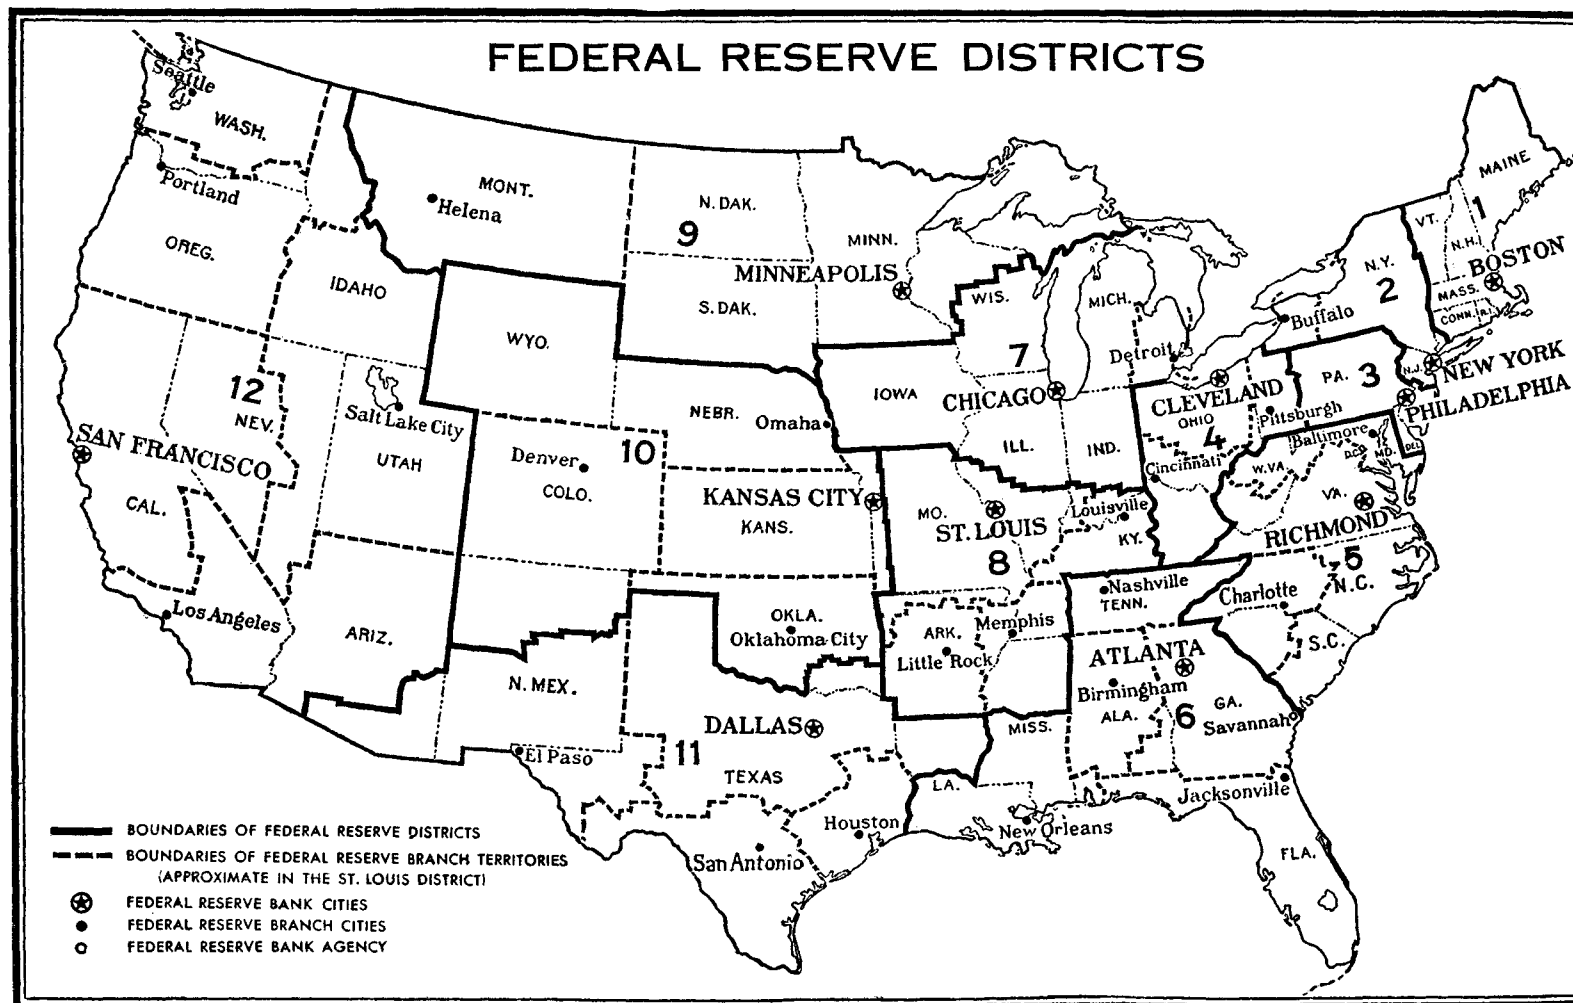 FEDERAL RESERVE DISTRICTS
Seattle
WASH.
Portland
OREG.
MONT.
Helena
IDAHO
N. DAK.
9
MINN.
MINNEAPOLIS
S. DAK.
WYO.
WIS.
MICH.
7
Detroit
IOWA
CHICAGO
MAINE
VT.
1
N.H.
BOSTON
N.Y.
2
MASS.
CONN.
R.I.
Buffalo
NEW YORK
N.J.
PA.
3
PHILADELPHIA
CLEVELAND
OHIO
4
Pittsburgh
Cincinnati
Baltimore
D.C.
MD.
DEL.
W.VA.
VA.
RICHMOND
12
NEV.
SAN FRANCISCO
CAL.
Salt Lake City
UTAH
NEBR.
Omaha
10
Denver
COLO.
KANSAS CITY
KANS.
ILL.
IND.
MO.
ST. LOUIS
8
Louisville
KY.
5
N.C.
Charlotte
S.C.
Nashville
TENN.
Memphis
Los Angeles
ARIZ.
N. MEX.
OKLA.
Oklahoma City
ARK.
Little Rock
ATLANTA
Birmingham
ALA.
6
GA.
Savannah
MISS.
DALLAS
11
El Paso
TEXAS
LA.
Jacksonville
Houston
New Orleans
San Antonio
FLA.
BOUNDARIES OF FEDERAL RESERVE DISTRICTS
BOUNDARIES OF FEDERAL RESERVE BRANCH TERRITORIES
(APPROXIMATE IN THE ST. LOUIS DISTRICT)
FEDERAL RESERVE BANK CITIES
FEDERAL RESERVE BRANCH CITIES
FEDERAL RESERVE BANK AGENCY